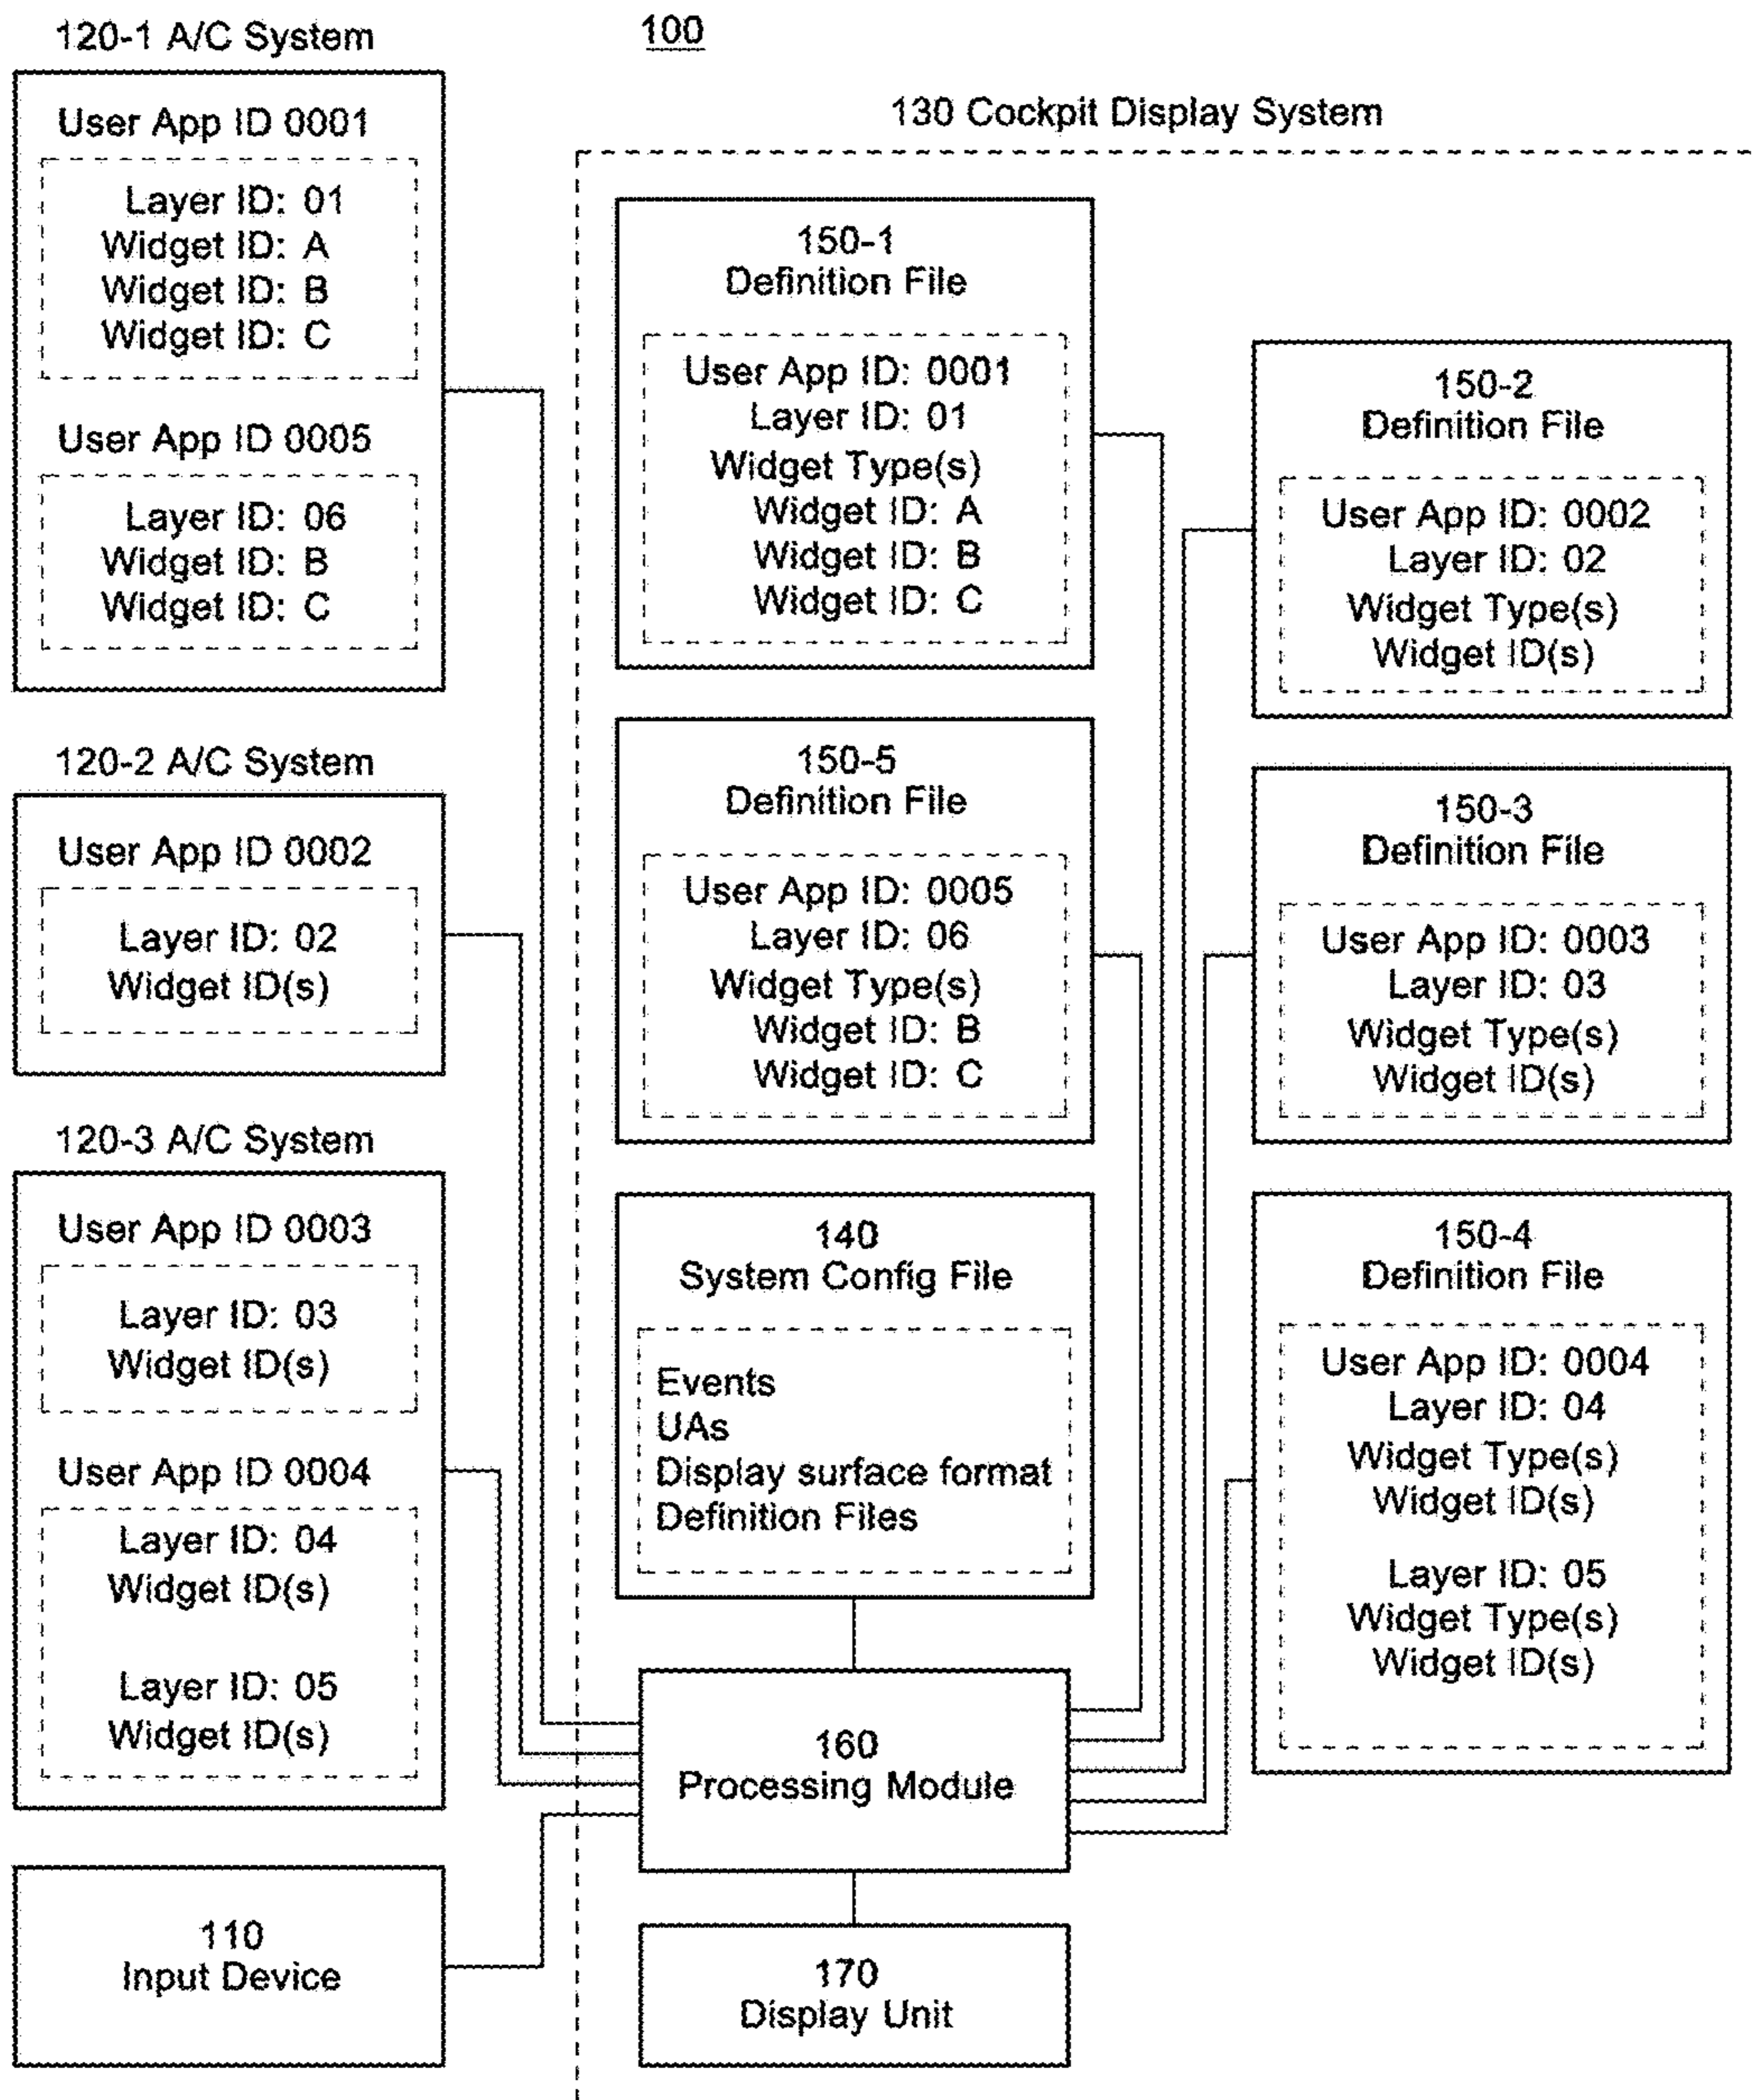 100
120-1 A/C System
User App ID 0001
Layer ID: 01
Widget ID: A
Widget ID: B
Widget ID: C
User App ID 0005
Layer ID: 06
Widget ID: B
Widget ID: C
120-2 A/C System
User App ID 0002
Layer ID: 02
Widget ID(s)
120-3 A/C System
User App ID 0003
Layer ID: 03
Widget ID(s)
User App ID 0004
Layer ID: 04
Widget ID(s)
Layer ID: 05
Widget ID(s)
110
Input Device
130 Cockpit Display System
150-1
Definition File
User App ID: 0001
Layer ID: 01
Widget Type(s)
Widget ID: A
Widget ID: B
Widget ID: C
150-5
Definition File
User App ID: 0005
Layer ID: 06
Widget Type(s)
Widget ID: B
Widget ID: C
140
System Config File
Events
UAs
Display surface format
Definition Files
160
Processing Module
170
Display Unit
150-2
Definition File
User App ID: 0002
Layer ID: 02
Widget Type(s)
Widget ID(s)
150-3
Definition File
User App ID: 0003
Layer ID: 03
Widget Type(s)
Widget ID(s)
150-4
Definition File
User App ID: 0004
Layer ID: 04
Widget Type(s)
Widget ID(s)
Layer ID: 05
Widget Type(s)
Widget ID(s)